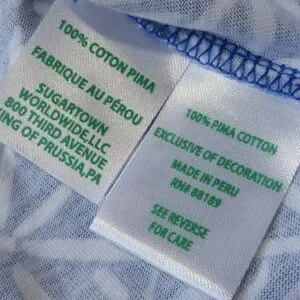 100% COTON PIMA
FABRIQUE AU PÉROU
SUGARTOWN
WORLDWIDE, LLC
800 THIRD AVENUE
KING OF PRUSSIA, PA
100% PIMA COTTON
EXCLUSIVE OF DECORATION
MADE IN PERU
RN# 88189
SEE REVERSE
FOR CARE